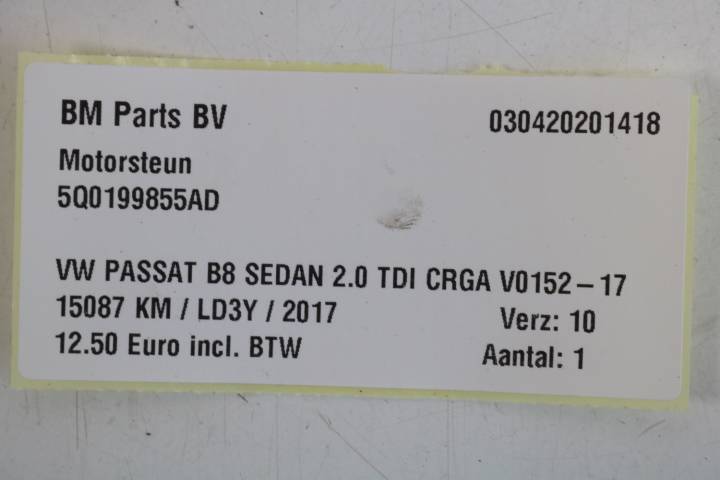 BM Parts BV 030420201418
Motorsteun
5Q0199855AD
VW PASSAT B8 SEDAN 2.0 TDI CRGA V0152-17
15087 KM / LD3Y / 2017 Verz: 10
12.50 Euro incl. BTW Aantal: 1